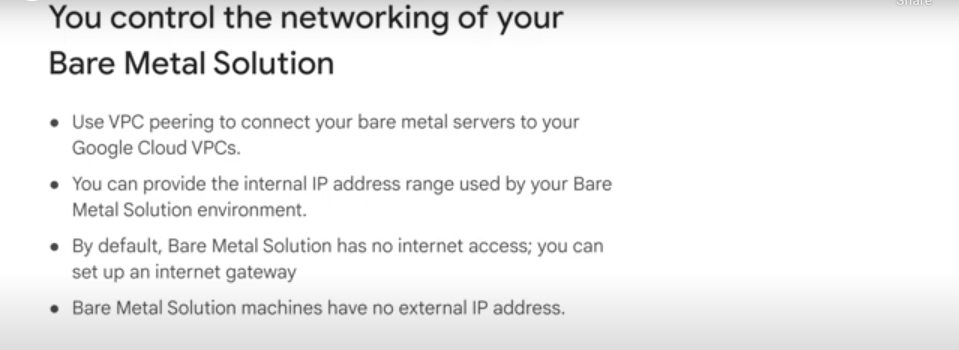 Share
You control the networking of your
Bare Metal Solution
● Use VPC peering to connect your bare metal servers to your
Google Cloud VPCs.
● You can provide the internal IP address range used by your Bare
Metal Solution environment.
● By default, Bare Metal Solution has no internet access; you can
set up an internet gateway
● Bare Metal Solution machines have no external IP address.